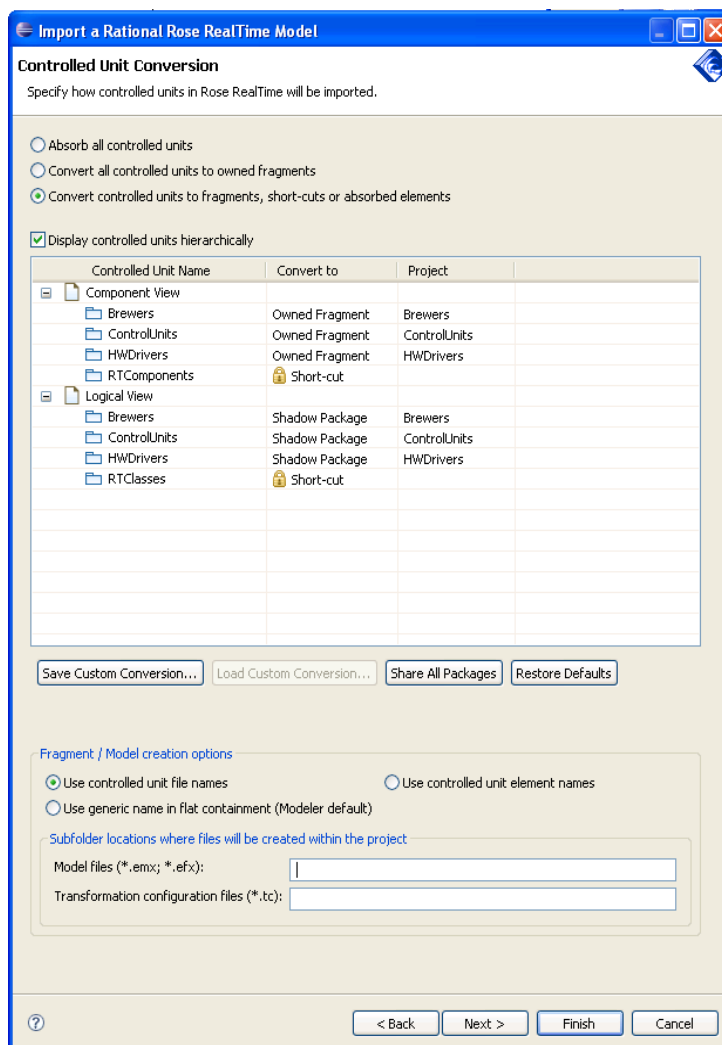 Import a Rational Rose RealTime Model
Controlled Unit Conversion
Specify how controlled units in Rose RealTime will be imported.
Absorb all controlled units
Convert all controlled units to owned fragments
Convert controlled units to fragments, short-cuts or absorbed elements
Display controlled units hierarchically
Controlled Unit Name Convert to Project
Component View
Brewers Owned Fragment Brewers
ControlUnits Owned Fragment ControlUnits
HWDrivers Owned Fragment HWDrivers
RTComponents Short-cut
Logical View
Brewers Shadow Package Brewers
ControlUnits Shadow Package ControlUnits
HWDrivers Shadow Package HWDrivers
RTClasses Short-cut
Save Custom Conversion... Load Custom Conversion... Share All Packages Restore Defaults
Fragment / Model creation options
Use controlled unit file names Use controlled unit element names
Use generic name in flat containment (Modeler default)
Subfolder locations where files will be created within the project
Model files (*.emx; *.efx):
Transformation configuration files (*.tc):
? < Back Next > Finish Cancel